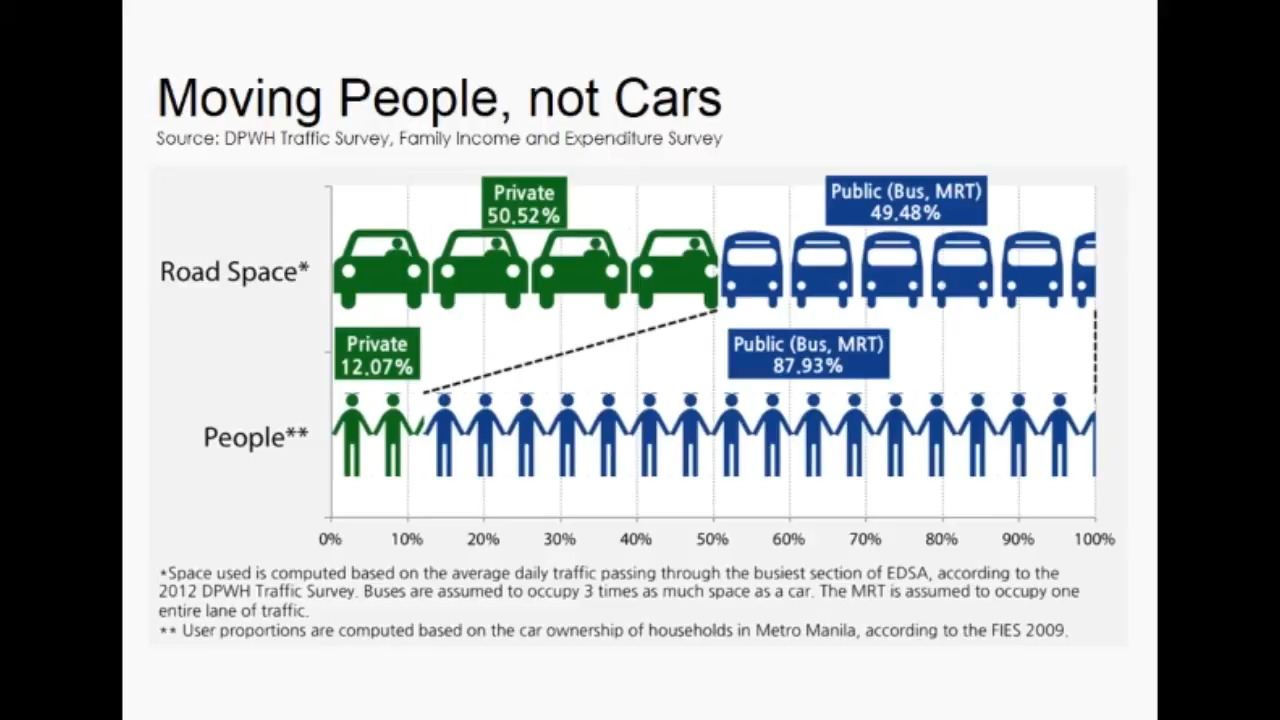 Moving People, not Cars
Source: DPWH Traffic Survey, Family Income and Expenditure Survey
Private
50.52%
Public (Bus, MRT)
49.48%
Road Space*
Private
12.07%
Public (Bus, MRT)
87.93%
People**
0% 10% 20% 30% 40% 50% 60% 70% 80% 90% 100%
*Space used is computed based on the average daily traffic passing through the busiest section of EDSA, according to the
2012 DPWH Traffic Survey. Buses are assumed to occupy 3 times as much space as a car. The MRT is assumed to occupy one
entire lane of traffic.
** User proportions are computed based on the car ownership of households in Metro Manila, according to the FIES 2009.